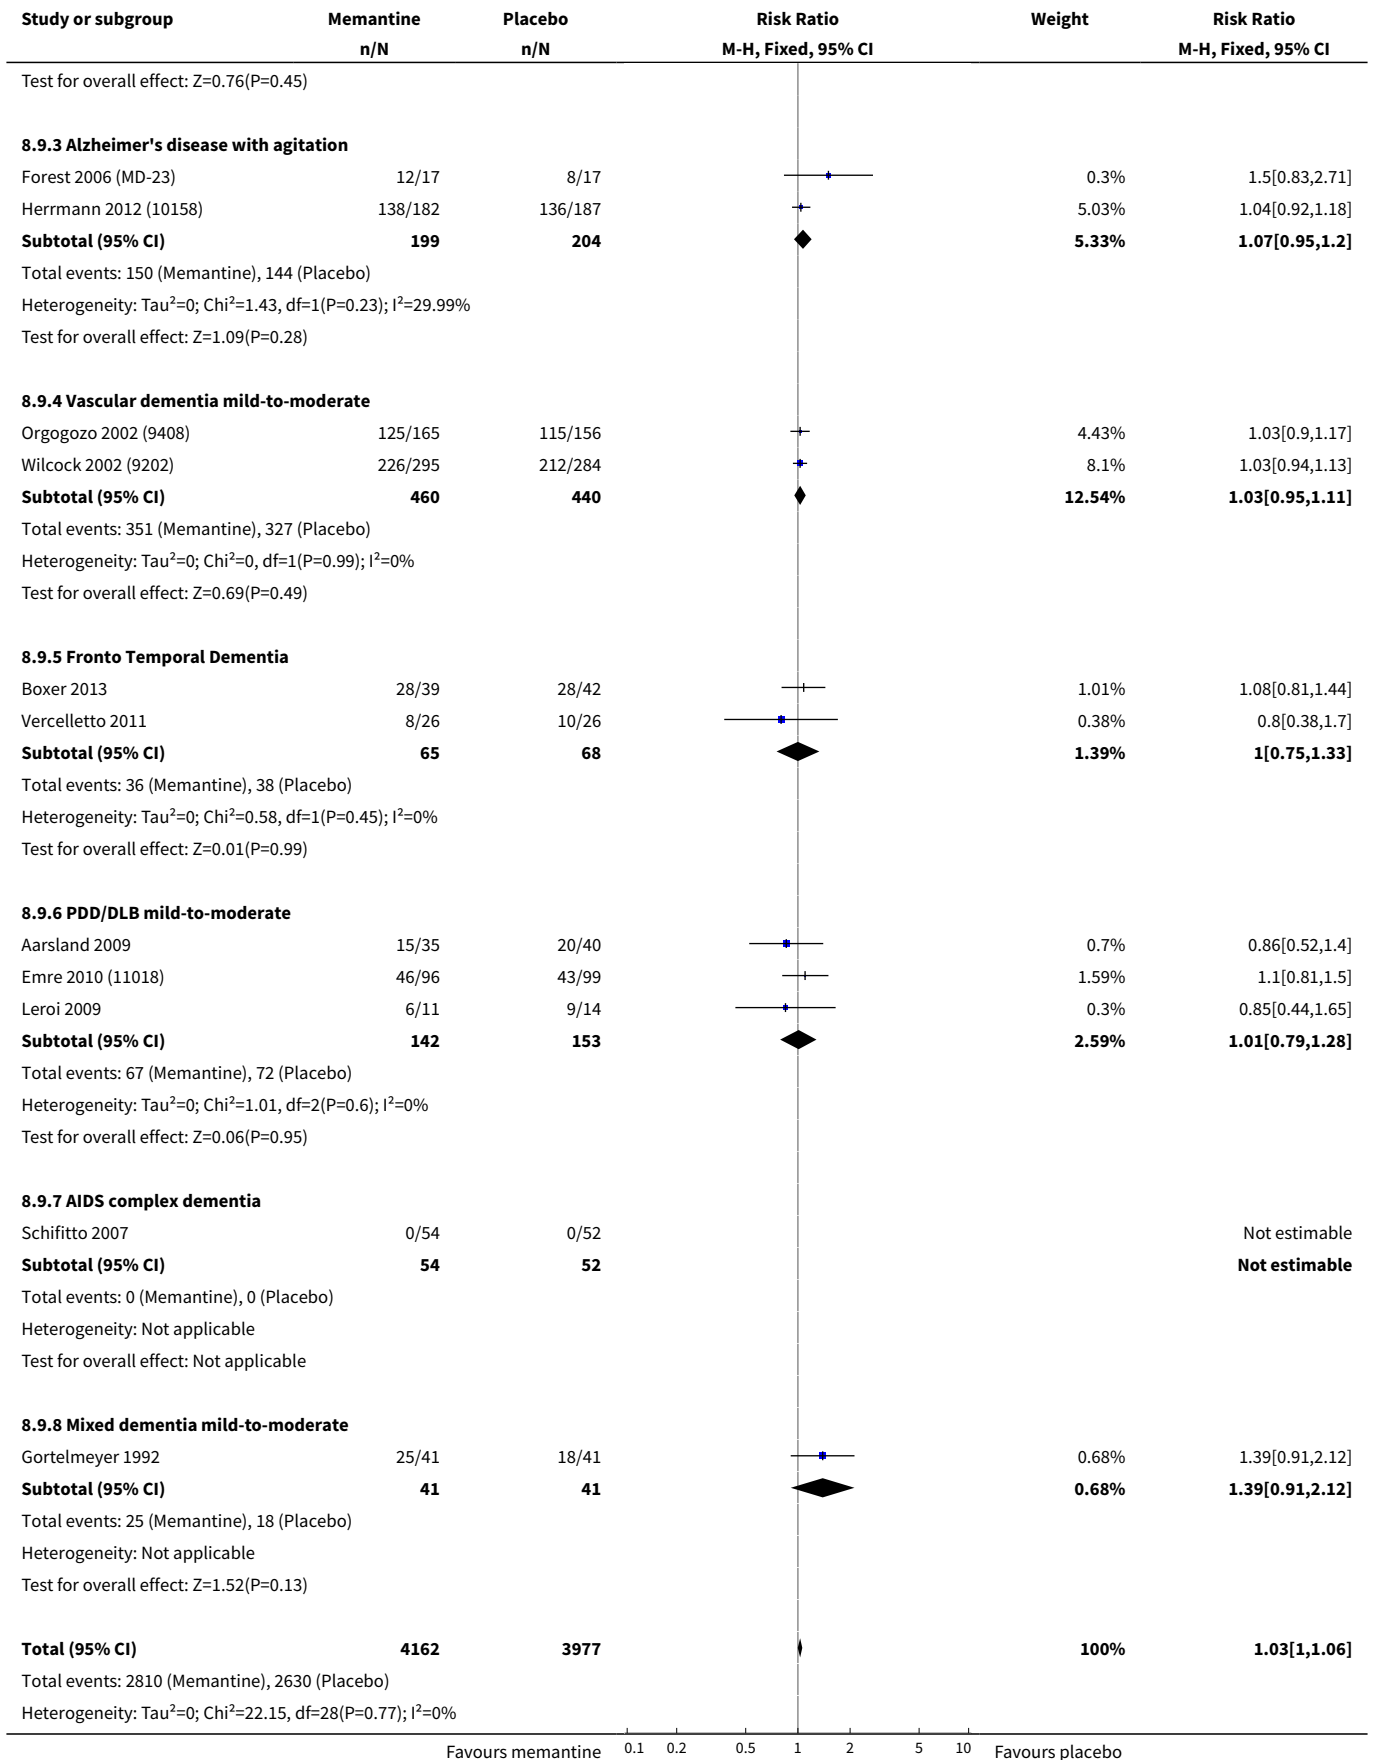 Study or subgroup Memantine Placebo Risk Ratio Weight Risk Ratio
n/N n/N M-H, Fixed, 95% CI M-H, Fixed, 95% CI
Test for overall effect: Z=0.76(P=0.45)
8.9.3 Alzheimer's disease with agitation
Forest 2006 (MD-23) 12/17 8/17 0.3% 1.5[0.83,2.71]
Herrmann 2012 (10158) 138/182 136/187 5.03% 1.04[0.92,1.18]
Subtotal (95% CI) 199 204 5.33% 1.07[0.95,1.2]
Total events: 150 (Memantine), 144 (Placebo)
Heterogeneity: Tau²=0; Chi²=1.43, df=1(P=0.23); I²=29.99%
Test for overall effect: Z=1.09(P=0.28)
8.9.4 Vascular dementia mild-to-moderate
Orgogozo 2002 (9408) 125/165 115/156 4.43% 1.03[0.9,1.17]
Wilcock 2002 (9202) 226/295 212/284 8.1% 1.03[0.94,1.13]
Subtotal (95% CI) 460 440 12.54% 1.03[0.95,1.11]
Total events: 351 (Memantine), 327 (Placebo)
Heterogeneity: Tau²=0; Chi²=0, df=1(P=0.99); I²=0%
Test for overall effect: Z=0.69(P=0.49)
8.9.5 Fronto Temporal Dementia
Boxer 2013 28/39 28/42 1.01% 1.08[0.81,1.44]
Vercelletto 2011 8/26 10/26 0.38% 0.8[0.38,1.7]
Subtotal (95% CI) 65 68 1.39% 1[0.75,1.33]
Total events: 36 (Memantine), 38 (Placebo)
Heterogeneity: Tau²=0; Chi²=0.58, df=1(P=0.45); I²=0%
Test for overall effect: Z=0.01(P=0.99)
8.9.6 PDD/DLB mild-to-moderate
Aarsland 2009 15/35 20/40 0.7% 0.86[0.52,1.4]
Emre 2010 (11018) 46/96 43/99 1.59% 1.1[0.81,1.5]
Leroi 2009 6/11 9/14 0.3% 0.85[0.44,1.65]
Subtotal (95% CI) 142 153 2.59% 1.01[0.79,1.28]
Total events: 67 (Memantine), 72 (Placebo)
Heterogeneity: Tau²=0; Chi²=1.01, df=2(P=0.6); I²=0%
Test for overall effect: Z=0.06(P=0.95)
8.9.7 AIDS complex dementia
Schifitto 2007 0/54 0/52 Not estimable
Subtotal (95% CI) 54 52 Not estimable
Total events: 0 (Memantine), 0 (Placebo)
Heterogeneity: Not applicable
Test for overall effect: Not applicable
8.9.8 Mixed dementia mild-to-moderate
Gortelmeyer 1992 25/41 18/41 0.68% 1.39[0.91,2.12]
Subtotal (95% CI) 41 41 0.68% 1.39[0.91,2.12]
Total events: 25 (Memantine), 18 (Placebo)
Heterogeneity: Not applicable
Test for overall effect: Z=1.52(P=0.13)
Total (95% CI) 4162 3977 100% 1.03[1,1.06]
Total events: 2810 (Memantine), 2630 (Placebo)
Heterogeneity: Tau²=0; Chi²=22.15, df=28(P=0.77); I²=0%
Favours memantine 0.1 0.2 0.5 1 2 5 10 Favours placebo